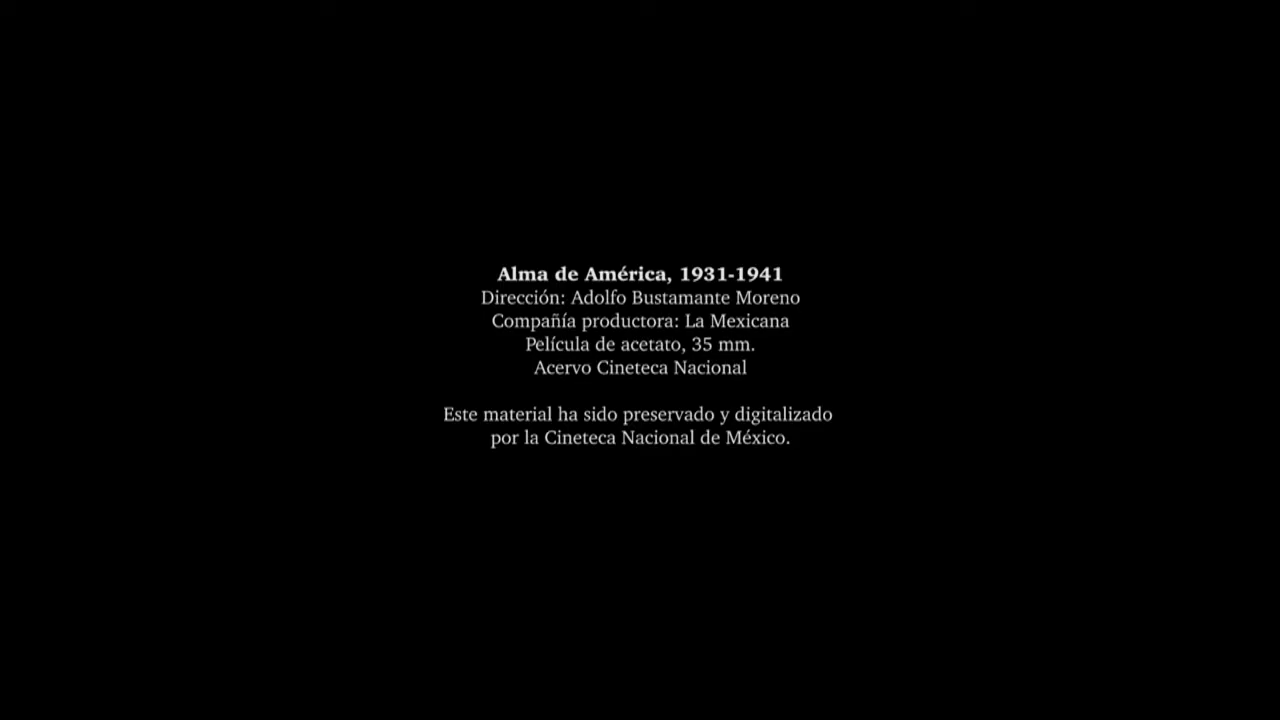 Alma de América, 1931-1941
Dirección: Adolfo Bustamante Moreno
Compañía productora: La Mexicana
Película de acetato, 35 mm.
Acervo Cineteca Nacional
Este material ha sido preservado y digitalizado
por la Cineteca Nacional de México.